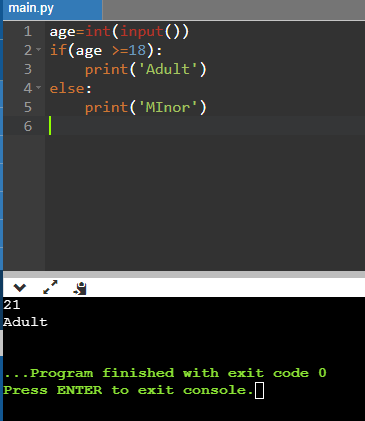 main.py
1 age=int(input())
2 if(age >=18):
3     print('Adult')
4 else:
5     print('MInor')
6
21
Adult
...Program finished with exit code 0
Press ENTER to exit console.